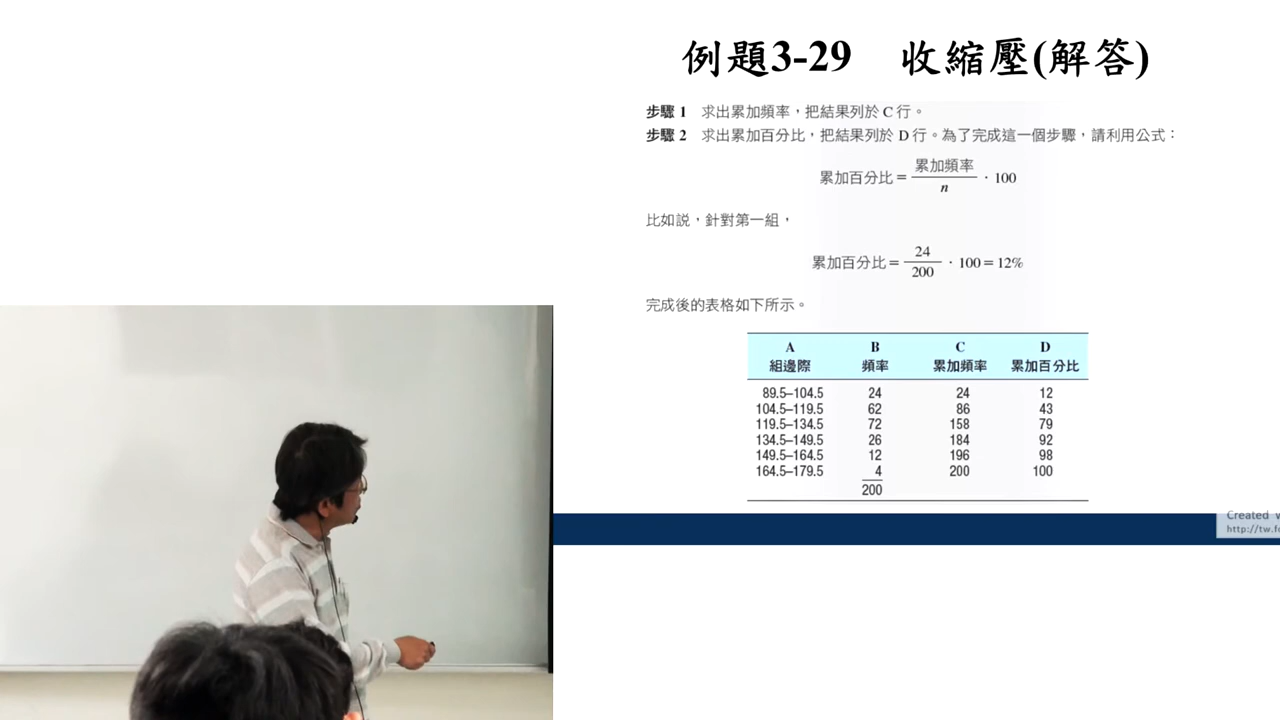 例題3-29 收縮壓(解答)
步驟 1 求出累加頻率，把結果列於 C 行。
步驟 2 求出累加百分比，把結果列於 D 行。為了完成這一個步驟，請利用公式：
累加百分比 = 累加頻率 / n · 100
比如説，針對第一組，
累加百分比 = 24 / 200 · 100 = 12%
完成後的表格如下所示。
A B C D
組邊際 頻率 累加頻率 累加百分比
89.5–104.5 24 24 12
104.5–119.5 62 86 43
119.5–134.5 72 158 79
134.5–149.5 26 184 92
149.5–164.5 12 196 98
164.5–179.5 4 200 100
200
Created
http://tw.